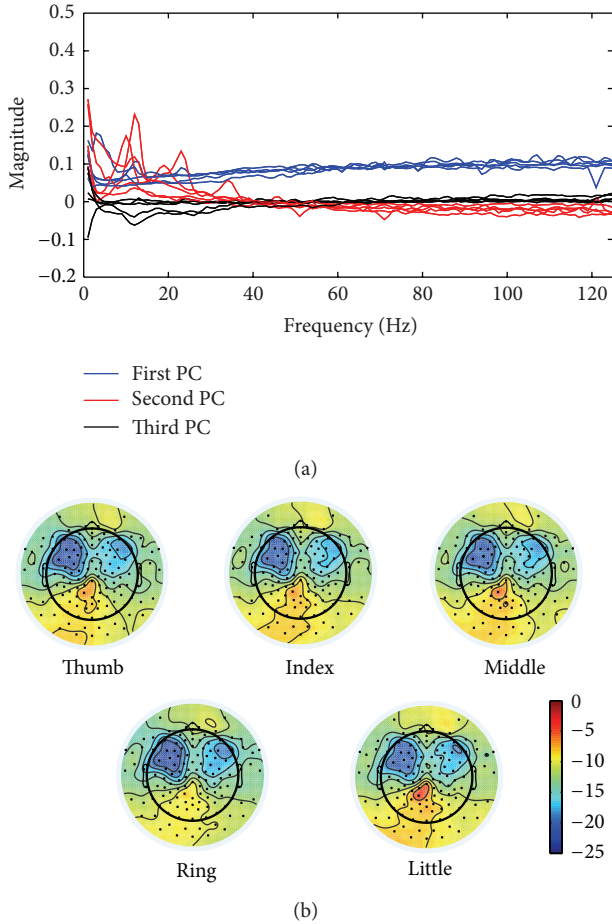 0.5
0.4
0.3
0.2
0.1
0
−0.1
−0.2
Magnitude
0 20 40 60 80 100 120
Frequency (Hz)
First PC
Second PC
Third PC
(a)
Thumb Index Middle
Ring Little
0
−5
−10
−15
−20
−25
(b)